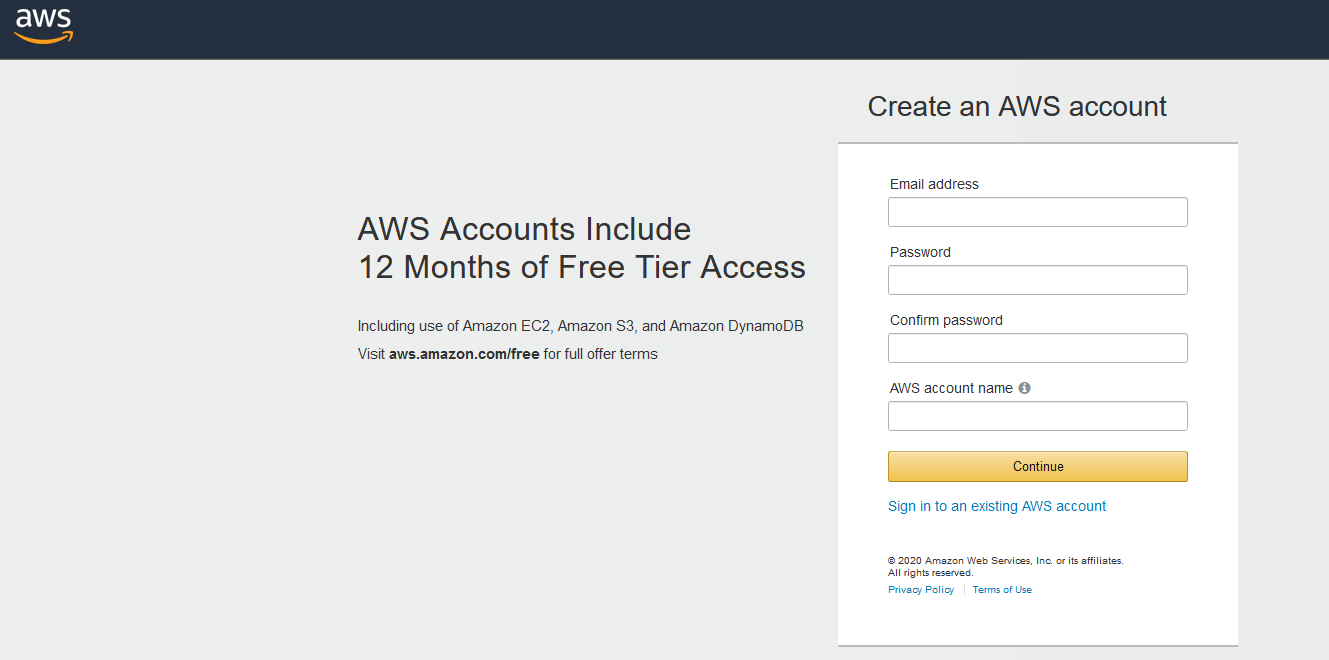 aws
Create an AWS account
AWS Accounts Include
12 Months of Free Tier Access
Including use of Amazon EC2, Amazon S3, and Amazon DynamoDB
Visit aws.amazon.com/free for full offer terms
Email address
Password
Confirm password
AWS account name
Continue
Sign in to an existing AWS account
© 2020 Amazon Web Services, Inc. or its affiliates.
All rights reserved.
Privacy Policy | Terms of Use